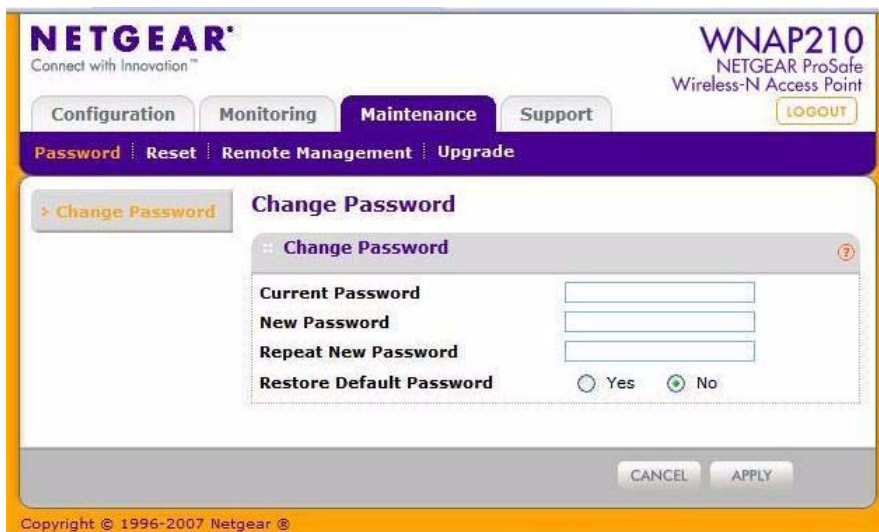 NETGEAR®
Connect with Innovation™
WNAP210
NETGEAR ProSafe
Wireless-N Access Point
LOGOUT
Configuration Monitoring Maintenance Support
Password Reset Remote Management Upgrade
> Change Password
Change Password
Change Password
?
Current Password
New Password
Repeat New Password
Restore Default Password Yes No
CANCEL APPLY
Copyright © 1996-2007 Netgear ®